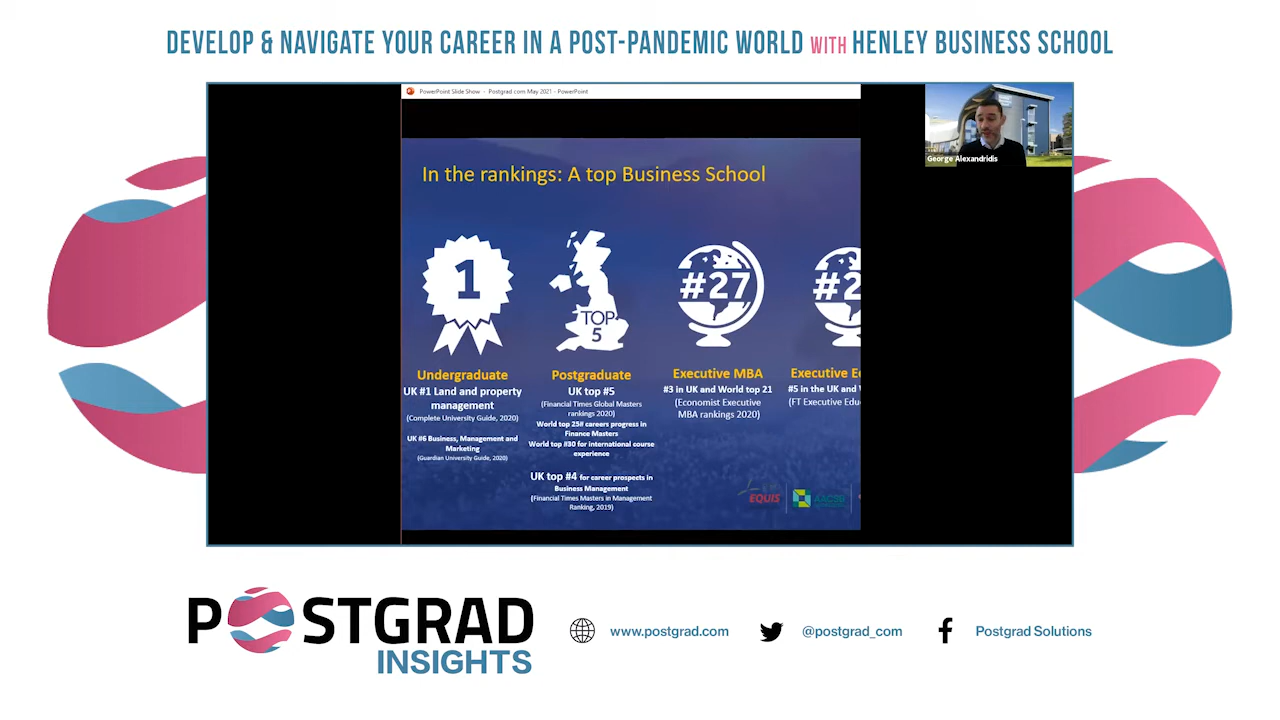 DEVELOP & NAVIGATE YOUR CAREER IN A POST-PANDEMIC WORLD WITH HENLEY BUSINESS SCHOOL
PowerPoint Slide Show - Postgrad com May 2021 - PowerPoint
George Alexandridis
In the rankings: A top Business School
1
TOP
5
#27
#2
Undergraduate
UK #1 Land and property
management)
(Complete University Guide, 2020)
UK #6 Business, Management and
Marketing
(Guardian University Guide, 2020)
Postgraduate
UK top #5
(Financial Times Global Masters
rankings 2020)
World top 25# careers progress in
Finance Masters
World top #30 for international course
experience
UK top #4 for career prospects in
Business Management
(Financial Times Masters in Management
Ranking, 2019)
Executive MBA
#3 in UK and World top 21
(Economist Executive
MBA rankings 2020)
Executive E
#5 in the UK and
(FT Executive Edu
EQUIS
AACSB
POSTGRAD
INSIGHTS
www.postgrad.com
@postgrad_com
Postgrad Solutions